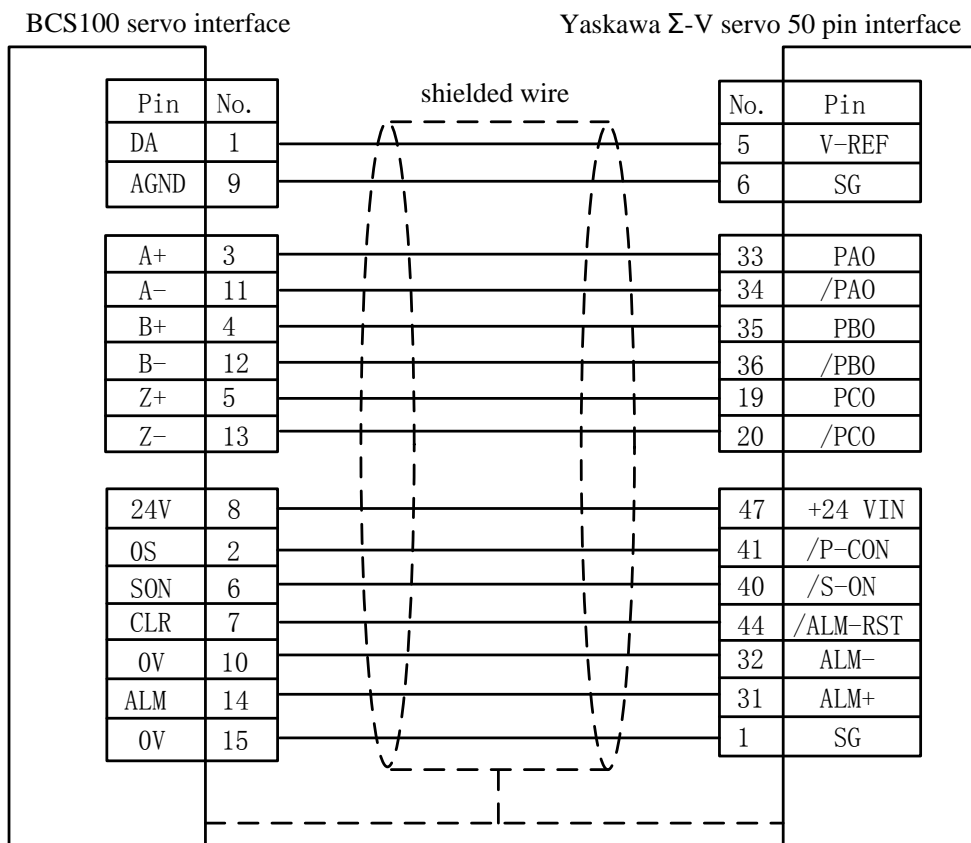 BCS100 servo interface Yaskawa Σ-V servo 50 pin interface
shielded wire
Pin No. No. Pin
DA 1 5 V-REF
AGND 9 6 SG
A+ 3 33 PAO
A- 11 34 /PAO
B+ 4 35 PBO
B- 12 36 /PBO
Z+ 5 19 PCO
Z- 13 20 /PCO
24V 8 47 +24 VIN
OS 2 41 /P-CON
SON 6 40 /S-ON
CLR 7 44 /ALM-RST
0V 10 32 ALM-
ALM 14 31 ALM+
0V 15 1 SG